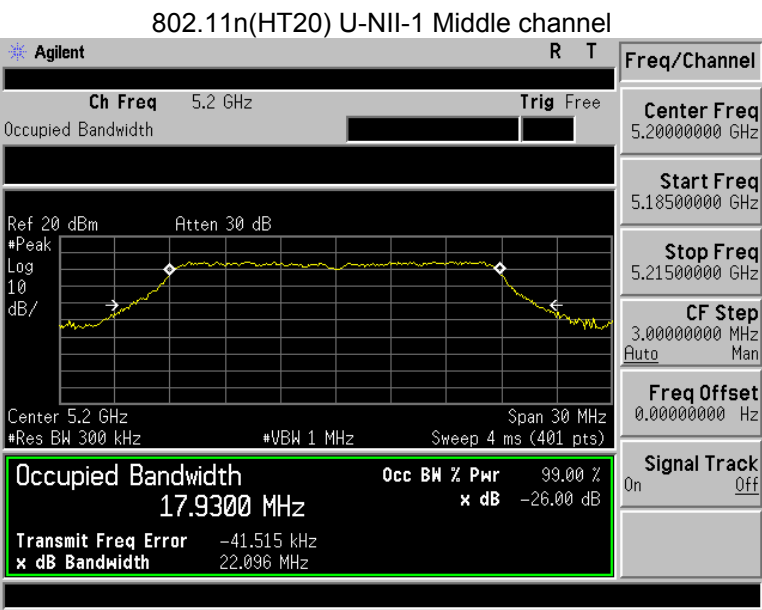 802.11n(HT20) U-NII-1 Middle channel
Agilent R T
Freq/Channel
Ch Freq 5.2 GHz Trig Free
Occupied Bandwidth
Center Freq
5.20000000 GHz
Start Freq
5.18500000 GHz
Stop Freq
5.21500000 GHz
CF Step
3.00000000 MHz
Auto Man
Freq Offset
0.00000000 Hz
Signal Track
On Off
Ref 20 dBm Atten 30 dB
#Peak
Log
10
dB/
Center 5.2 GHz Span 30 MHz
#Res BW 300 kHz #VBW 1 MHz Sweep 4 ms (401 pts)
Occupied Bandwidth
17.9300 MHz
Occ BW % Pwr 99.00 %
x dB -26.00 dB
Transmit Freq Error -41.515 kHz
x dB Bandwidth 22.096 MHz